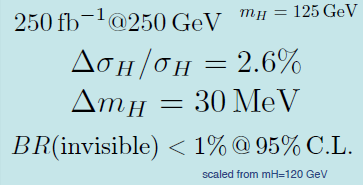 250 fb⁻¹@250 GeV m_H = 125 GeV
Δσ_H/σ_H = 2.6%
Δm_H = 30 MeV
BR(invisible) < 1% @ 95% C.L.
scaled from mH=120 GeV